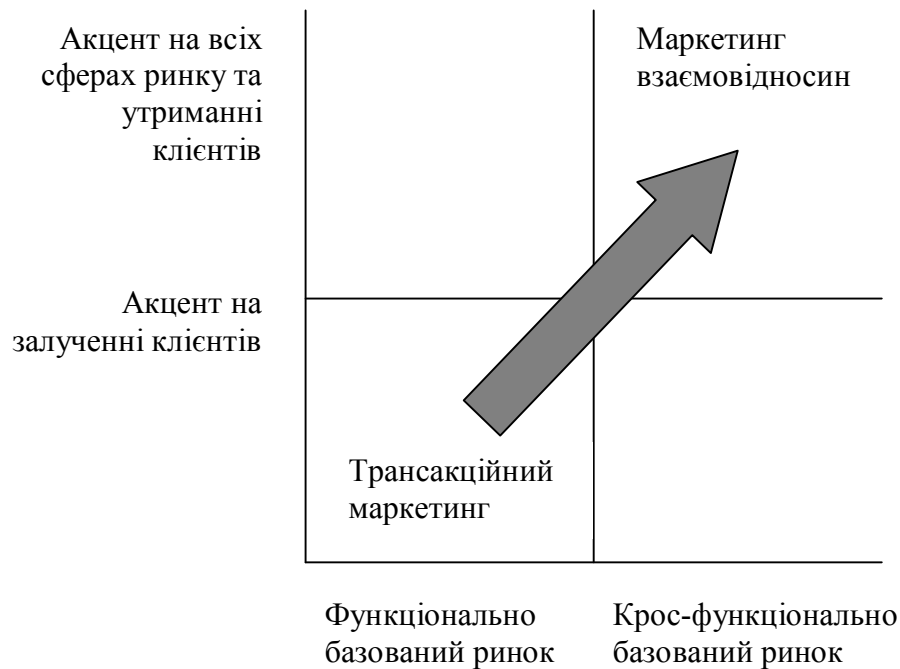 Акцент на всіх
сферах ринку та
утриманні
клієнтів
Маркетинг
взаємовідносин
Акцент на
залученні клієнтів
Трансакційний
маркетинг
Функціонально
базований ринок
Крос-функціонально
базований ринок